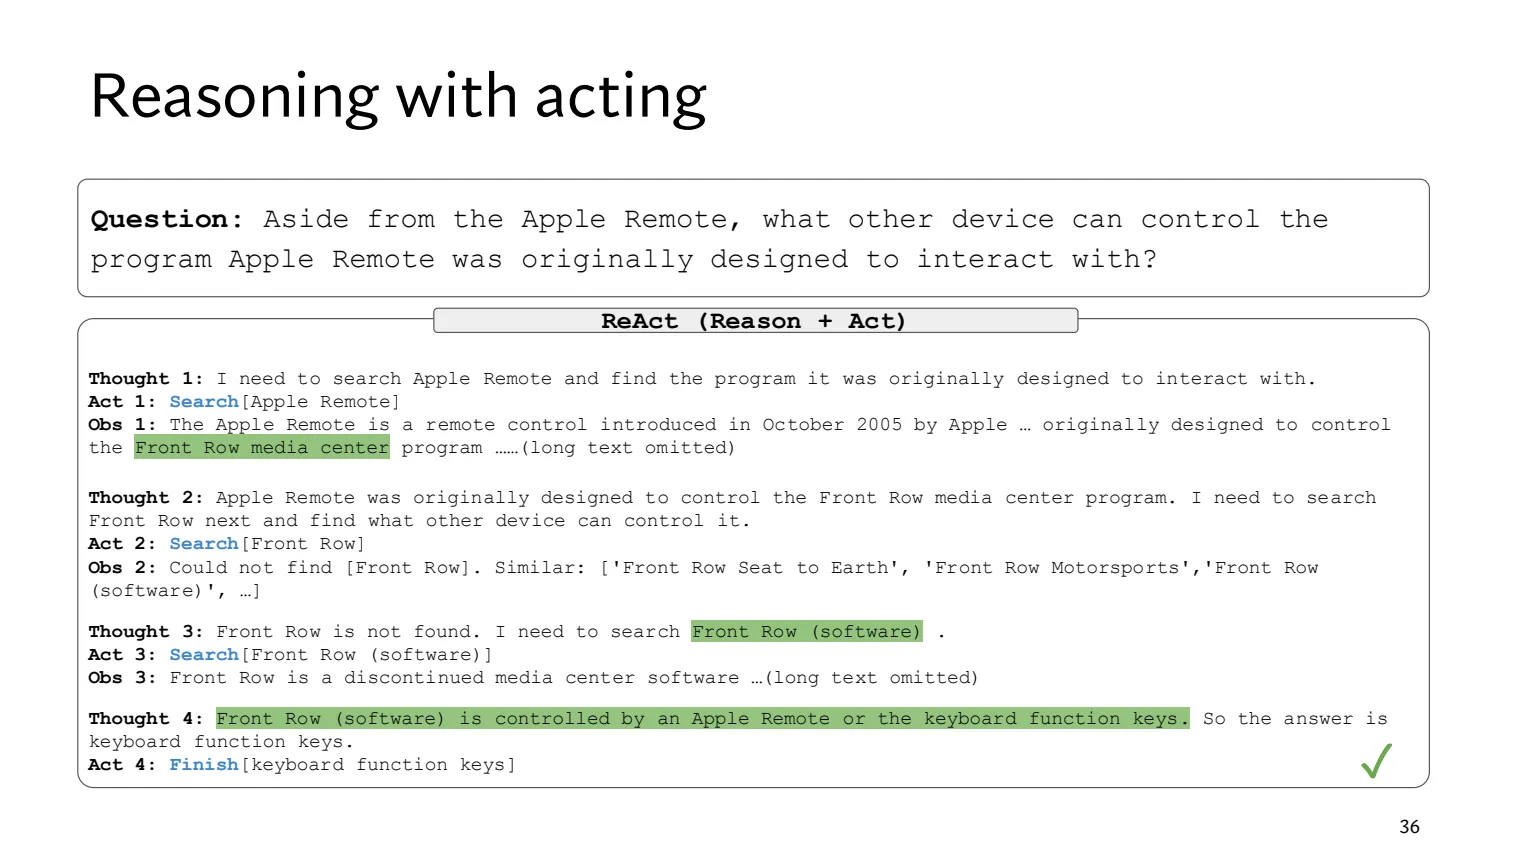 Reasoning with acting
Question: Aside from the Apple Remote, what other device can control the
program Apple Remote was originally designed to interact with?
ReAct (Reason + Act)
Thought 1: I need to search Apple Remote and find the program it was originally designed to interact with.
Act 1: Search[Apple Remote]
Obs 1: The Apple Remote is a remote control introduced in October 2005 by Apple … originally designed to control
the Front Row media center program ……(long text omitted)
Thought 2: Apple Remote was originally designed to control the Front Row media center program. I need to search
Front Row next and find what other device can control it.
Act 2: Search[Front Row]
Obs 2: Could not find [Front Row]. Similar: ['Front Row Seat to Earth', 'Front Row Motorsports','Front Row
(software)', …]
Thought 3: Front Row is not found. I need to search Front Row (software) .
Act 3: Search[Front Row (software)]
Obs 3: Front Row is a discontinued media center software …(long text omitted)
Thought 4: Front Row (software) is controlled by an Apple Remote or the keyboard function keys. So the answer is
keyboard function keys.
Act 4: Finish[keyboard function keys]
36